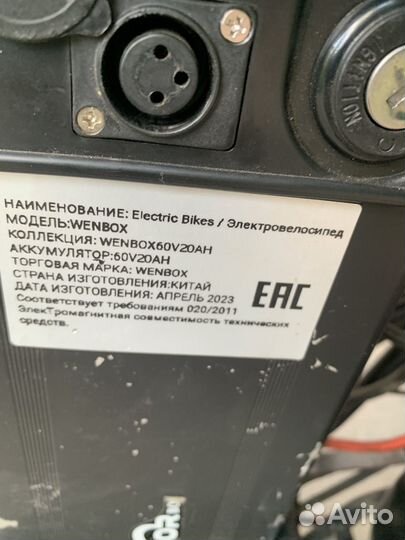 IGNITION
НАИМЕНОВАНИЕ: Electric Bikes / Электровелосипед
МОДЕЛЬ:WENBOX
КОЛЛЕКЦИЯ: WENBOX60V20AH
АККУМУЛЯТОР:60V20AH
ТОРГОВАЯ МАРКА: WENBOX
СТРАНА ИЗГОТОВЛЕНИЯ:КИТАЙ
ДАТА ИЗГОТОВЛЕНИЯ: АПРЕЛЬ 2023
Соответствует требованиям 020/2011
ЭлекТромагнитная совместимость технических
средств.
EAC
Avito